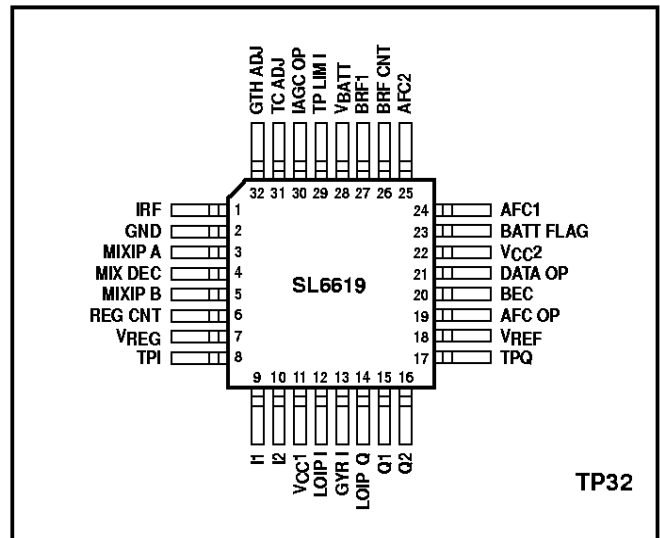 GTH ADJ
TC ADJ
IAGC OP
TP LIM I
VBATT
BRF1
BRF CNT
AFC2
32 31 30 29 28 27 26 25
IRF 1
GND 2
MIXIP A 3
MIX DEC 4
MIXIP B 5
REG CNT 6
VREG 7
TPI 8
SL6619
24 AFC1
23 BATT FLAG
22 VCC2
21 DATA OP
20 BEC
19 AFC OP
18 VREF
17 TPQ
9 10 11 12 13 14 15 16
I1
I2
VCC1
LOIP I
GYR I
LOIP Q
Q1
Q2
TP32